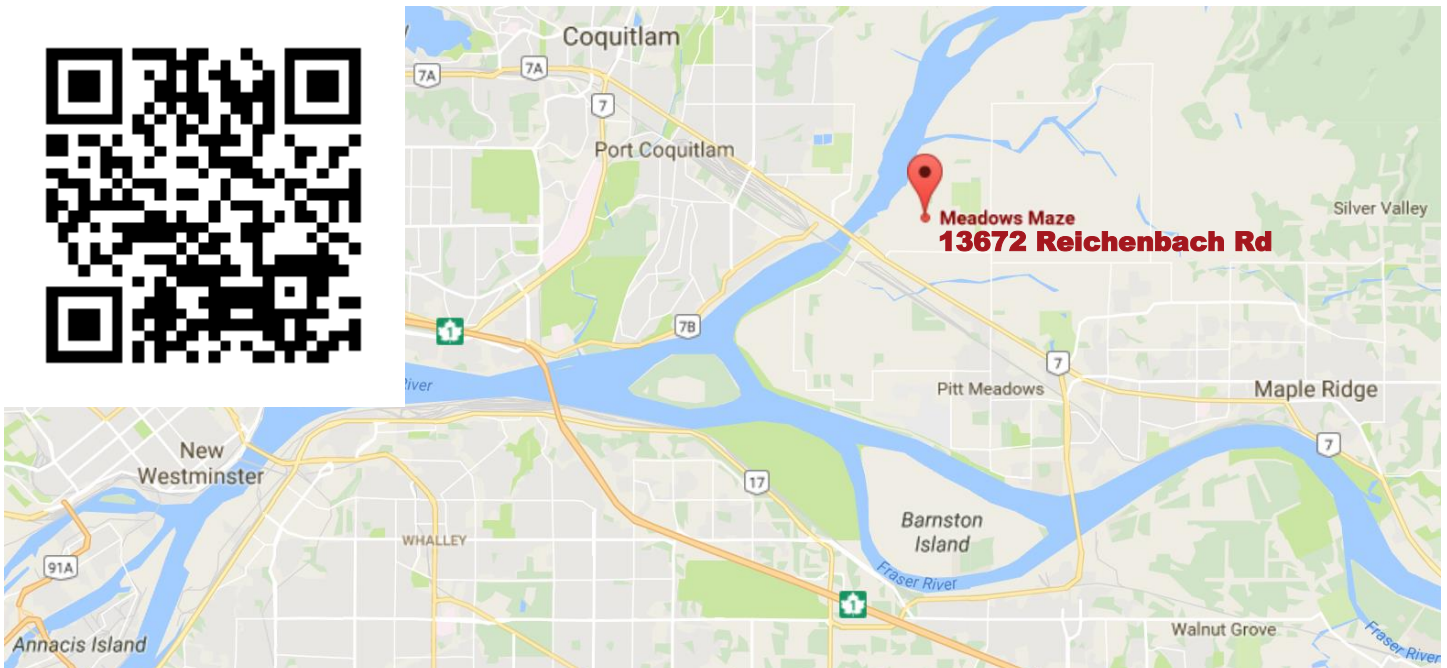 Coquitlam
7A
7A
7
Port Coquitlam
Meadows Maze
13672 Reichenbach Rd
Silver Valley
1
7B
7
River
Pitt Meadows
Maple Ridge
New
Westminster
7
17
Barnston
Island
WHALLEY
91A
Fraser River
1
Annacis Island
Walnut Grove
Fraser River